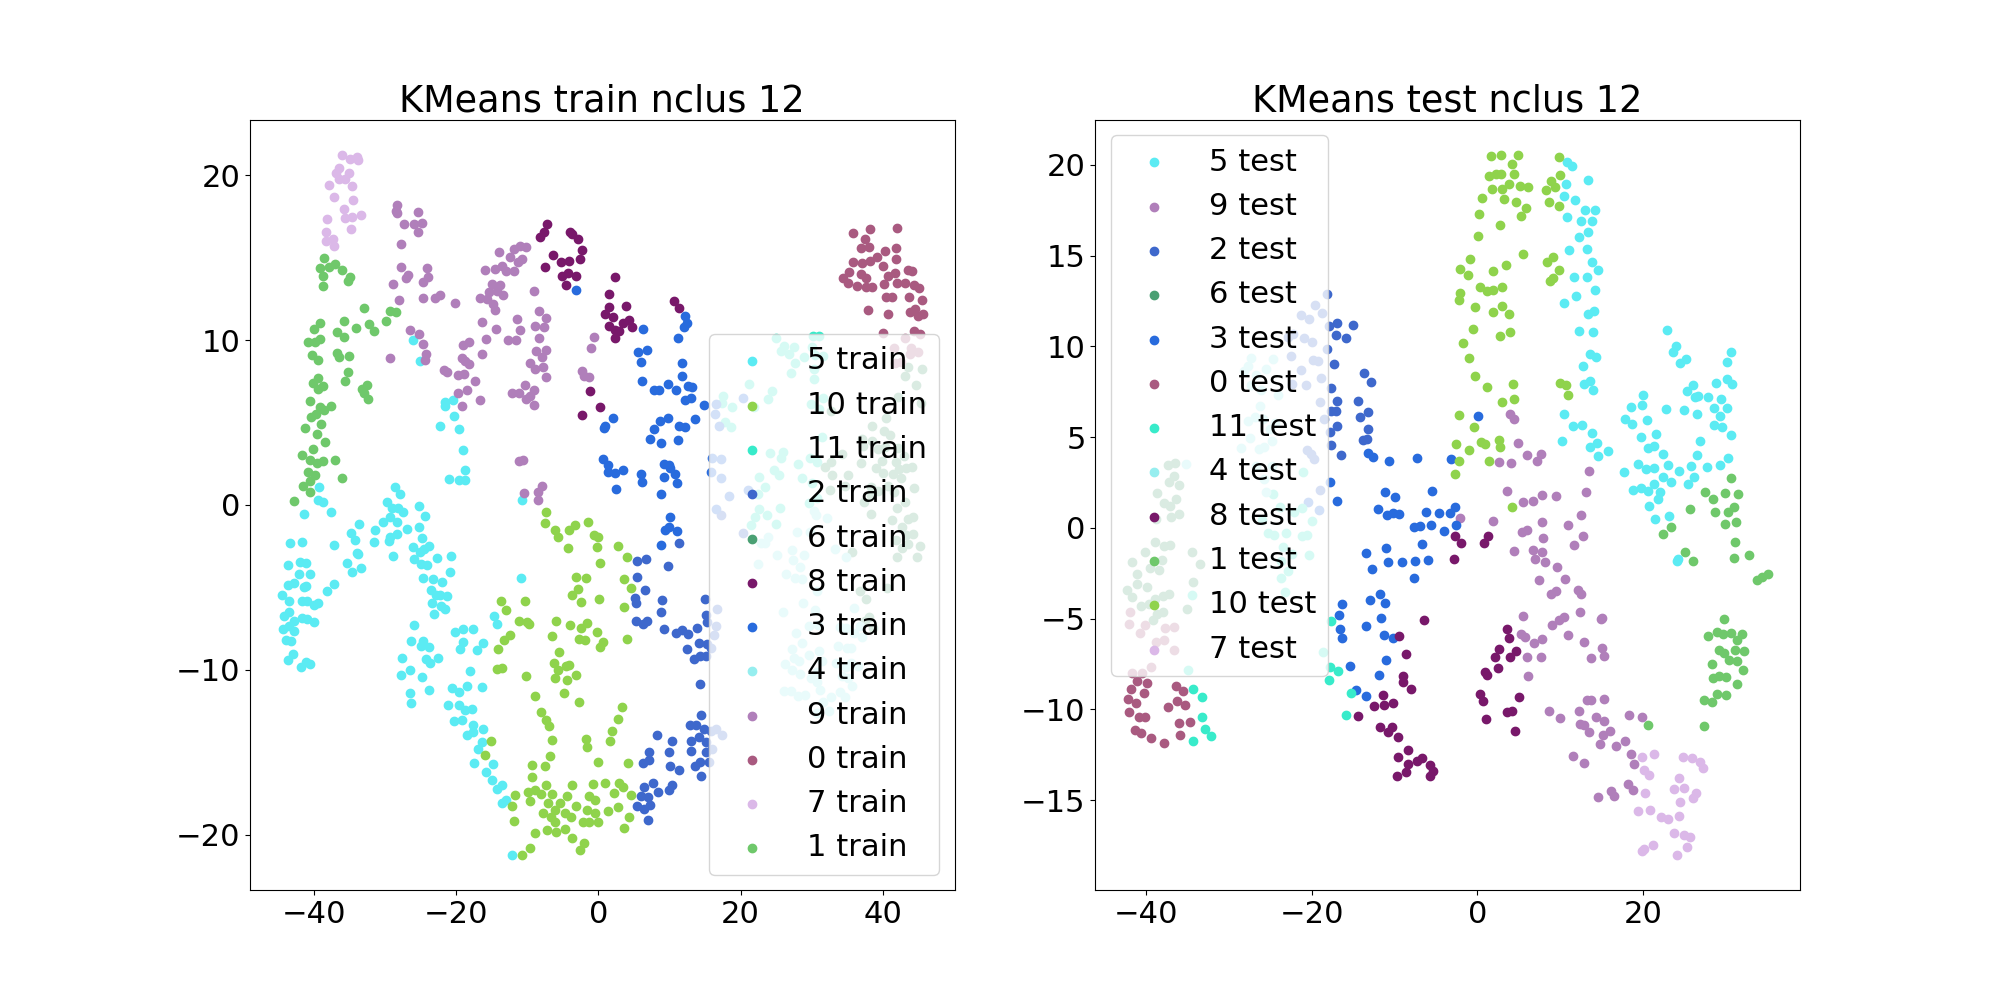 KMeans train nclus 12
20
10
0
−10
−20
−40
−20
0
20
40
5 train
10 train
11 train
2 train
6 train
8 train
3 train
4 train
9 train
0 train
7 train
1 train
KMeans test nclus 12
20
15
10
5
0
−5
−10
−15
−40
−20
0
20
5 test
9 test
2 test
6 test
3 test
0 test
11 test
4 test
8 test
1 test
10 test
7 test